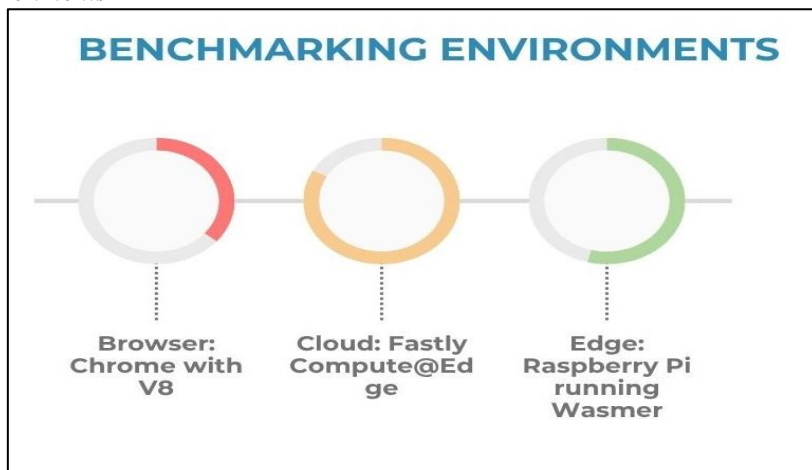 BENCHMARKING ENVIRONMENTS
Browser:
Chrome with
V8
Cloud: Fastly
Compute@Ed
ge
Edge:
Raspberry Pi
running
Wasmer